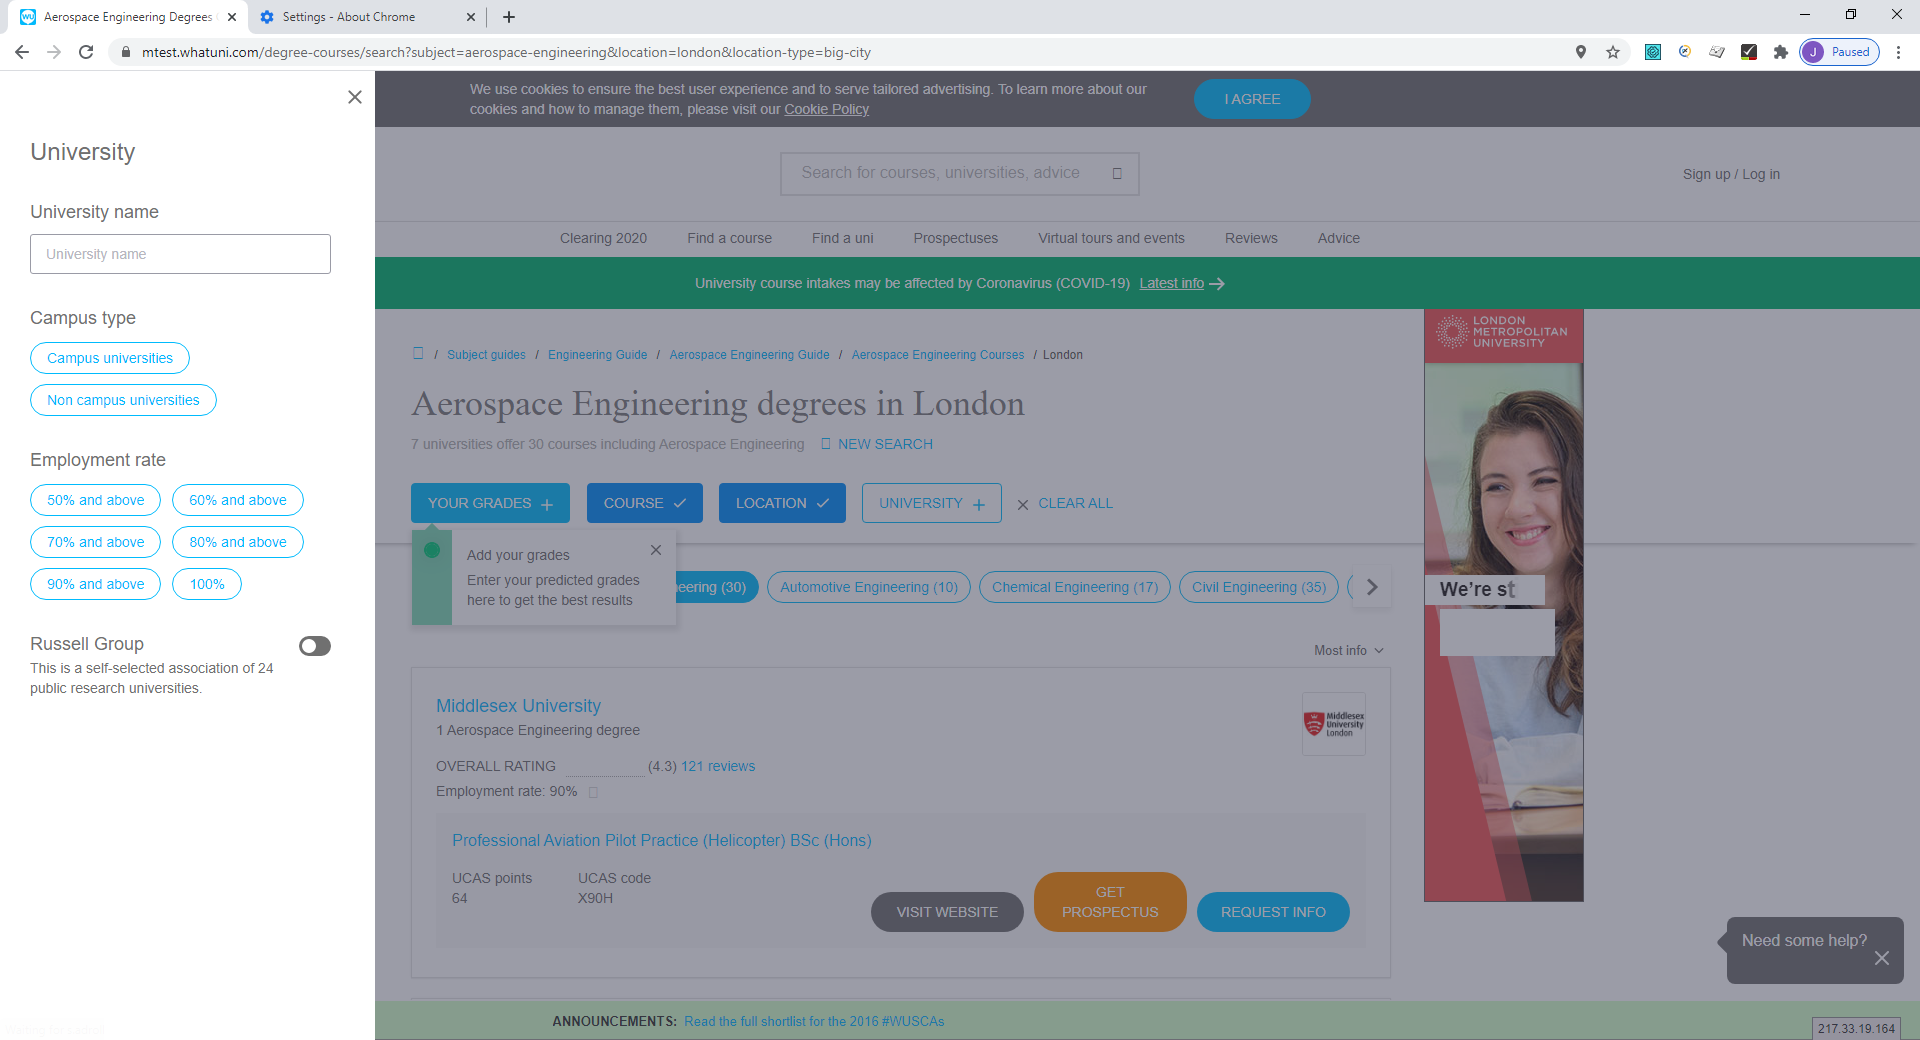 Aerospace Engineering Degrees
Settings - About Chrome
mtest.whatuni.com/degree-courses/search?subject=aerospace-engineering&location=london&location-type=big-city
J Paused
University
University name
University name
Campus type
Campus universities
Non campus universities
Employment rate
50% and above 60% and above
70% and above 80% and above
90% and above 100%
Russell Group
This is a self-selected association of 24
public research universities.
We use cookies to ensure the best user experience and to serve tailored advertising. To learn more about our
cookies and how to manage them, please visit our Cookie Policy
I AGREE
Search for courses, universities, advice
Sign up / Log in
Clearing 2020 Find a course Find a uni Prospectuses Virtual tours and events Reviews Advice
University course intakes may be affected by Coronavirus (COVID-19) Latest info
/ Subject guides / Engineering Guide / Aerospace Engineering Guide / Aerospace Engineering Courses / London
Aerospace Engineering degrees in London
7 universities offer 30 courses including Aerospace Engineering NEW SEARCH
YOUR GRADES COURSE LOCATION UNIVERSITY CLEAR ALL
Add your grades
Enter your predicted grades
here to get the best results
neering (30) Automotive Engineering (10) Chemical Engineering (17) Civil Engineering (35)
Most info
Middlesex University
1 Aerospace Engineering degree
Middlesex
University
London
OVERALL RATING (4.3) 121 reviews
Employment rate: 90%
Professional Aviation Pilot Practice (Helicopter) BSc (Hons)
UCAS points UCAS code
64 X90H
VISIT WEBSITE
GET
PROSPECTUS
REQUEST INFO
LONDON
METROPOLITAN
UNIVERSITY
We're st
Need some help?
ANNOUNCEMENTS: Read the full shortlist for the 2016 #WUSCAs
217.33.19.164